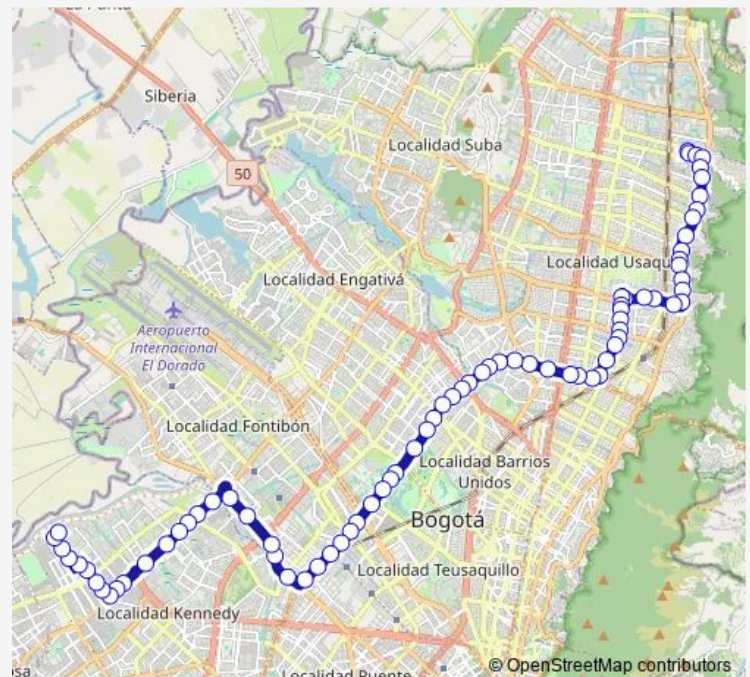 Siberia
50
Localidad Suba
Localidad Usaqu
Localidad Engativá
Aeropuerto
Internacional
El Dorado
Localidad Fontibón
Localidad Barrios
Unidos
Bogotá
Localidad Teusaquillo
Localidad Kennedy
© OpenStreetMap contributors